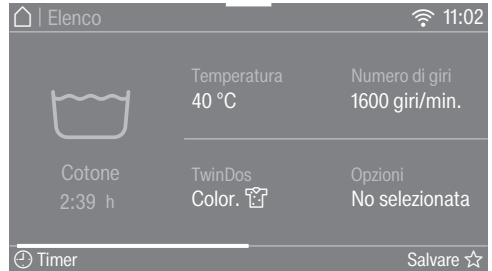 | Elenco
11:02
Temperatura
40 °C
Numero di giri
1600 giri/min.
Cotone
2:39 h
TwinDos
Color.
Opzioni
No selezionata
Timer
Salvare